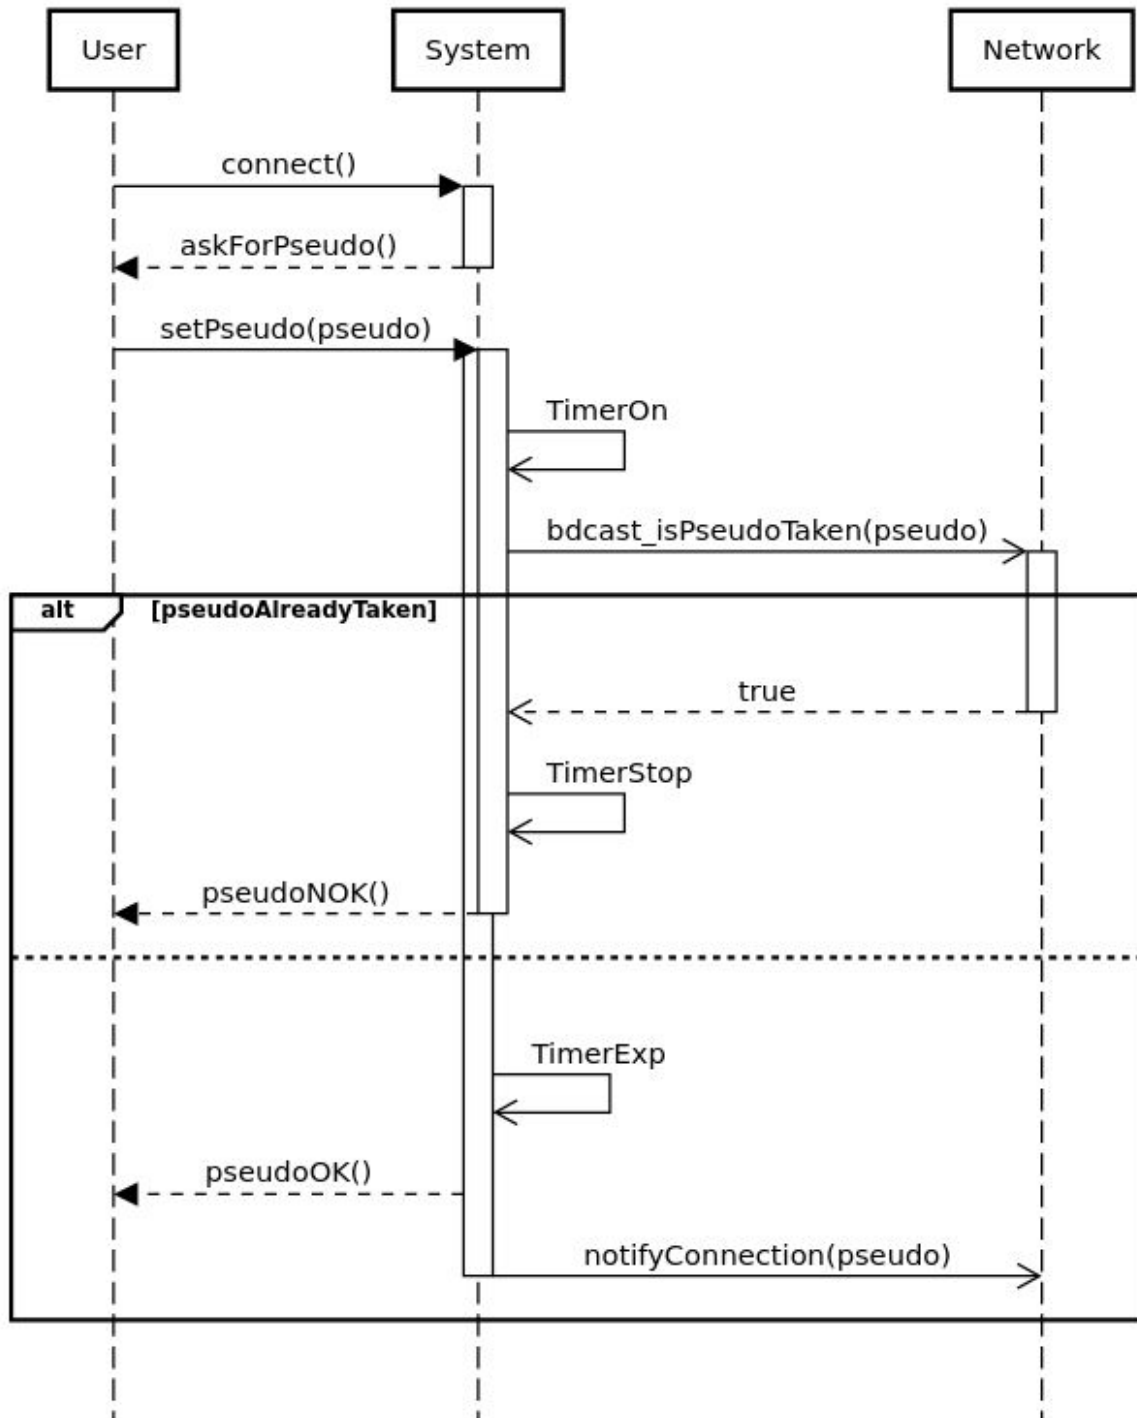 User
System
Network
connect()
askForPseudo()
setPseudo(pseudo)
TimerOn
bdcast_isPseudoTaken(pseudo)
alt
[pseudoAlreadyTaken]
true
TimerStop
pseudoNOK()
TimerExp
pseudoOK()
notifyConnection(pseudo)